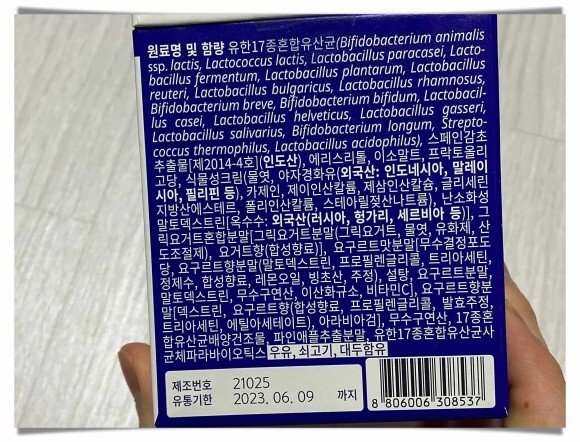 원료명 및 함량 유한17종혼합유산균(Bifidobacterium animalis
ssp. lactis, Lactococcus lactis, Lactobacillus paracasei, Lacto-
bacillus fermentum, Lactobacillus plantarum, Lactobacillus
reuteri, Lactobacillus bulgaricus, Lactobacillus rhamnosus,
Bifidobacterium breve, Bifidobacterium bifidum, Lactobacil-
lus casei, Lactobacillus helveticus, Lactobacillus gasseri,
Lactobacillus salivarius, Bifidobacterium longum, Strepto-
coccus thermophilus, Lactobacillus acidophilus), 스페인감초
추출물[제2014-4호](인도산), 에리스리톨, 이소말트, 프락토올리
고당, 식물성크림(물엿, 야자경화유(외국산: 인도네시아, 말레이
시아, 필리핀 등), 카제인, 제이인산칼륨, 제삼인산칼슘, 글리세린
지방산에스테르, 폴리인산칼륨, 스테아릴젖산나트륨), 난소화성
말토덱스트린[옥수수: 외국산(러시아, 헝가리, 세르비아 등)], 그
릭요거트혼합분말[그릭요거트분말(그릭요거트, 물엿, 유화제, 산
도조절제), 요거트향(합성향료)], 요구르트맛분말[무수결정포도
당, 요구르트향분말(말토덱스트린, 프로필렌글리콜, 트리아세틴,
정제수, 합성향료, 레몬오일, 빙초산, 주정), 설탕, 요구르트분말,
말토덱스트린, 무수구연산, 이산화규소, 비타민C], 요구르트향분
말[덱스트린, 요구르트향(합성향료, 프로필렌글리콜, 발효주정,
트리아세틴, 에틸아세테이트), 아라비아검], 무수구연산, 17종혼
합유산균배양건조물, 파인애플추출분말, 유한17종혼합유산균사
균체파라바이오틱스 우유, 쇠고기, 대두함유
제조번호 21025
유통기한 2023. 06. 09 까지
8 806006 308537